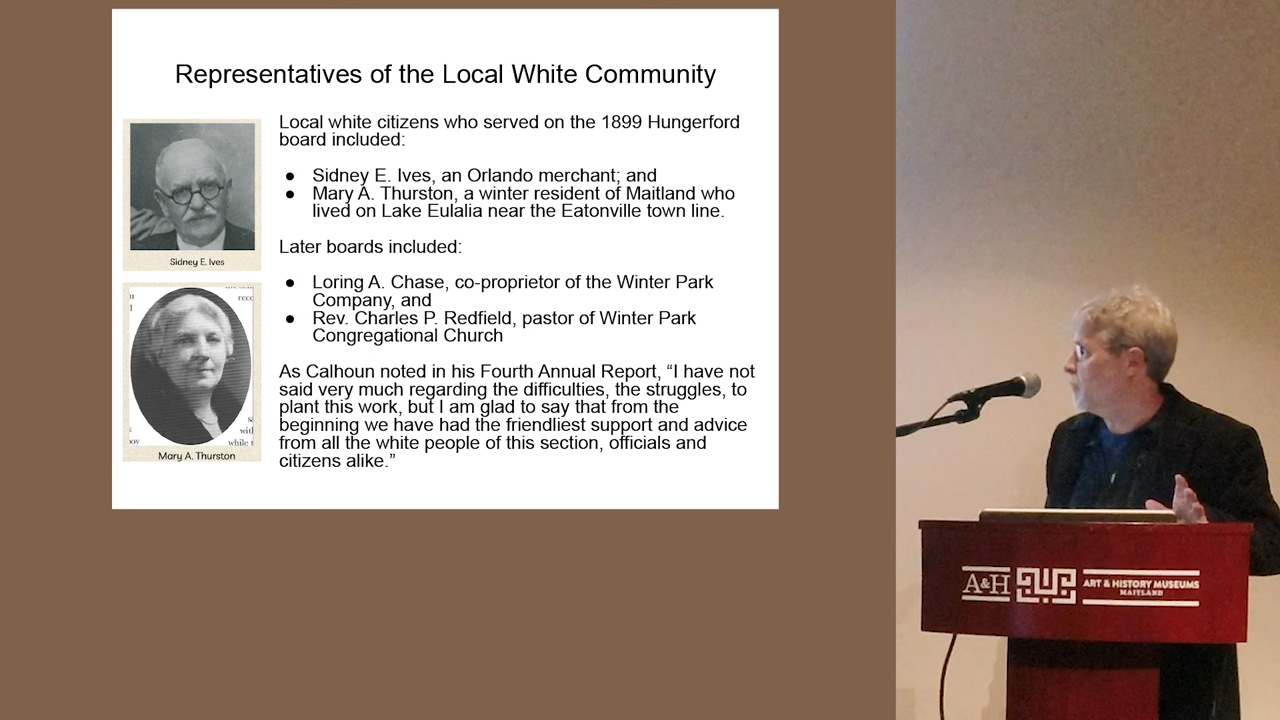 Representatives of the Local White Community
Local white citizens who served on the 1899 Hungerford
board included:
● Sidney E. Ives, an Orlando merchant; and
● Mary A. Thurston, a winter resident of Maitland who
lived on Lake Eulalia near the Eatonville town line.
Later boards included:
● Loring A. Chase, co-proprietor of the Winter Park
Company, and
● Rev. Charles P. Redfield, pastor of Winter Park
Congregational Church
As Calhoun noted in his Fourth Annual Report, “I have not
said very much regarding the difficulties, the struggles, to
plant this work, but I am glad to say that from the
beginning we have had the friendliest support and advice
from all the white people of this section, officials and
citizens alike.”
Sidney E. Ives
Mary A. Thurston
while
A&H
ART & HISTORY MUSEUMS
MAITLAND